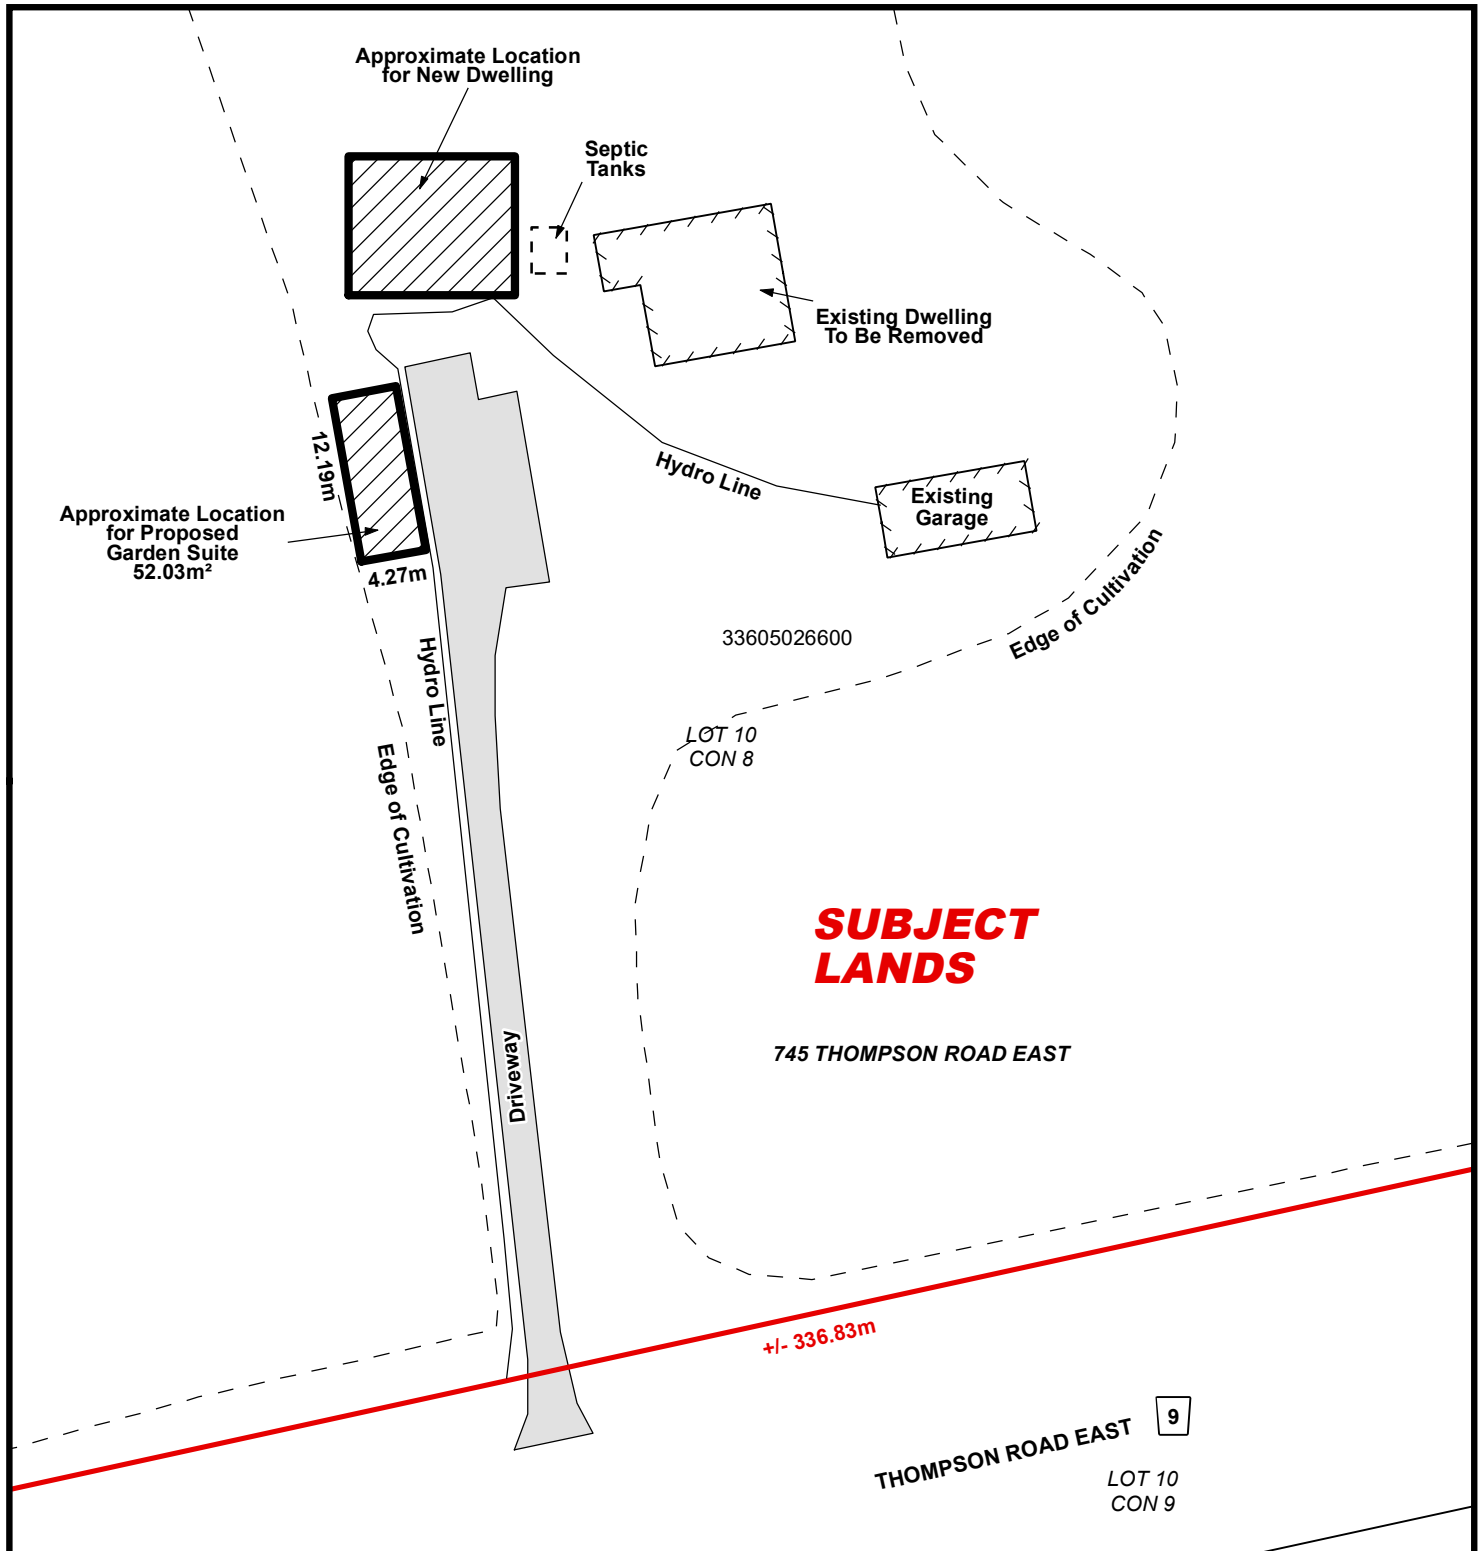 Approximate Location
for New Dwelling
Septic
Tanks
Existing Dwelling
To Be Removed
12.19m
Hydro Line
Existing
Garage
Approximate Location
for Proposed
Garden Suite
52.03m²
4.27m
Edge of Cultivation
33605026600
Hydro Line
LOT 10
CON 8
Edge of Cultivation
SUBJECT
LANDS
745 THOMPSON ROAD EAST
Driveway
+/- 336.83m
THOMPSON ROAD EAST
9
LOT 10
CON 9